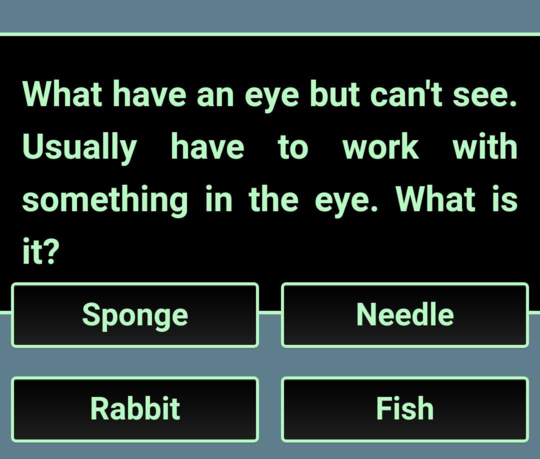 What have an eye but can't see.
Usually have to work with
something in the eye. What is
it?
Sponge
Needle
Rabbit
Fish